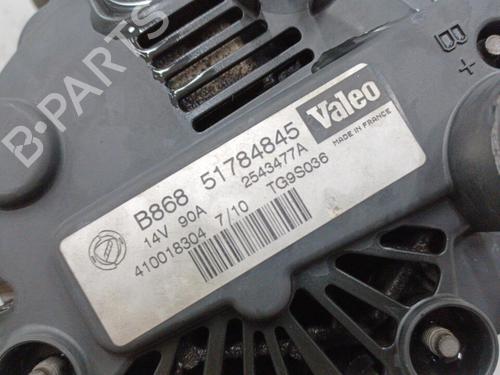 B-PARTS
B+
Valeo
MADE IN FRANCE
B868 51784845
14V 90A 2543477A
410018304 7/10 TG9S036